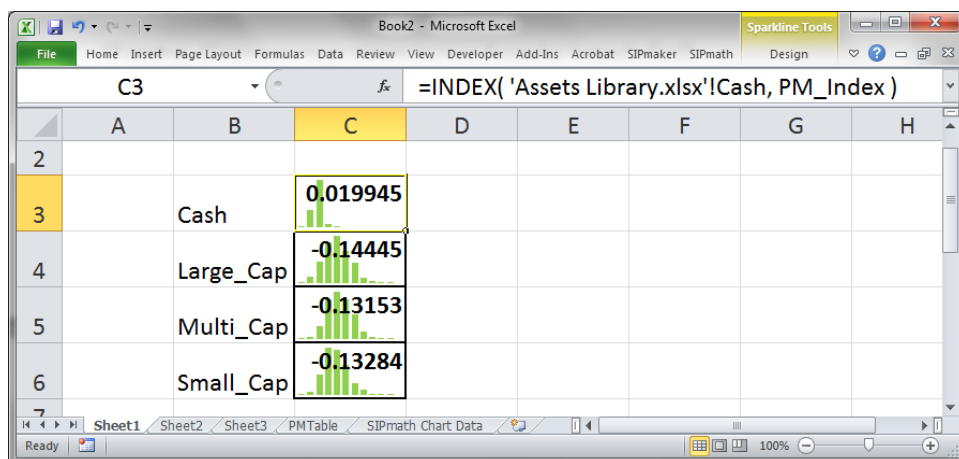 Book2 - Microsoft Excel
Sparkline Tools
File Home Insert Page Layout Formulas Data Review View Developer Add-Ins Acrobat SIPmaker SIPmath Design
C3 fx =INDEX( 'Assets Library.xlsx'!Cash, PM_Index )
A B C D E F G H
2
3 Cash 0.019945
4 Large_Cap -0.14445
5 Multi_Cap -0.13153
6 Small_Cap -0.13284
7
Sheet1 Sheet2 Sheet3 PMTable SIPmath Chart Data
Ready 100%